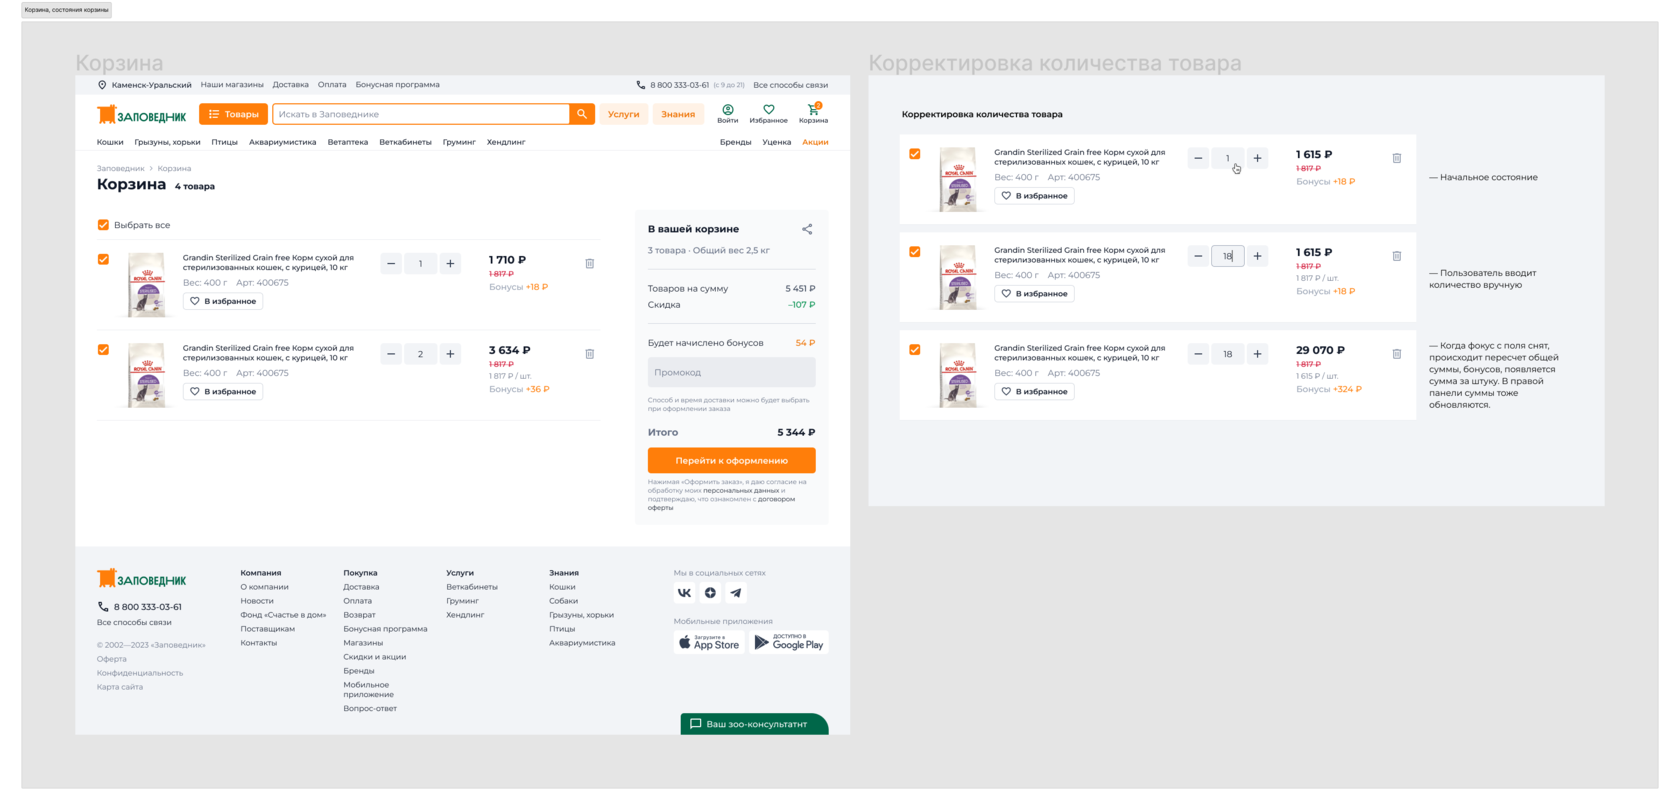 Корзина, состояния корзины
Корзина
Каменск-Уральский Наши магазины Доставка Оплата Бонусная программа
8 800 333-03-61 (с 9 до 21) Все способы связи
ЗАПОВЕДНИК
Товары
Искать в Заповеднике
Услуги
Знания
Войти
Избранное
2
Корзина
Кошки Грызуны, хорьки Птицы Аквариумистика Ветаптека Веткабинеты Груминг Хендлинг
Бренды Уценка Акции
Заповедник > Корзина
Корзина 4 товара
Выбрать все
ROYAL CANIN
Grandin Sterilized Grain free Корм сухой для
стерилизованных кошек, с курицей, 10 кг
Вес: 400 г Арт: 400675
В избранное
− 1 +
1 710 ₽
1 817 ₽
Бонусы +18 ₽
ROYAL CANIN
Grandin Sterilized Grain free Корм сухой для
стерилизованных кошек, с курицей, 10 кг
Вес: 400 г Арт: 400675
В избранное
− 2 +
3 634 ₽
1 817 ₽
1 817 ₽ / шт.
Бонусы +36 ₽
В вашей корзине
3 товара · Общий вес 2,5 кг
Товаров на сумму 5 451 ₽
Скидка −107 ₽
Будет начислено бонусов 54 ₽
Промокод
Способ и время доставки можно будет выбрать
при оформлении заказа
Итого 5 344 ₽
Перейти к оформлению
Нажимая «Оформить заказ», я даю согласие на
обработку моих персональных данных и
подтверждаю, что ознакомлен с договором
оферты
ЗАПОВЕДНИК
8 800 333-03-61
Все способы связи
© 2002—2023 «Заповедник»
Оферта
Конфиденциальность
Карта сайта
Компания
О компании
Новости
Фонд «Счастье в дом»
Поставщикам
Контакты
Покупка
Доставка
Оплата
Возврат
Бонусная программа
Магазины
Скидки и акции
Бренды
Мобильное
приложение
Вопрос-ответ
Услуги
Веткабинеты
Груминг
Хендлинг
Знания
Кошки
Собаки
Грызуны, хорьки
Птицы
Аквариумистика
Мы в социальных сетях
Мобильные приложения
Загрузите в
App Store
ДОСТУПНО В
Google Play
Ваш зоо-консультатнт
Корректировка количества товара
Корректировка количества товара
ROYAL CANIN
Grandin Sterilized Grain free Корм сухой для
стерилизованных кошек, с курицей, 10 кг
Вес: 400 г Арт: 400675
В избранное
− 1 +
1 615 ₽
1 817 ₽
Бонусы +18 ₽
— Начальное состояние
ROYAL CANIN
Grandin Sterilized Grain free Корм сухой для
стерилизованных кошек, с курицей, 10 кг
Вес: 400 г Арт: 400675
В избранное
− 18 +
1 615 ₽
1 817 ₽
1 817 ₽ / шт.
Бонусы +18 ₽
— Пользователь вводит
количество вручную
ROYAL CANIN
Grandin Sterilized Grain free Корм сухой для
стерилизованных кошек, с курицей, 10 кг
Вес: 400 г Арт: 400675
В избранное
− 18 +
29 070 ₽
1 817 ₽
1 615 ₽ / шт.
Бонусы +324 ₽
— Когда фокус с поля снят,
происходит пересчет общей
суммы, бонусов, появляется
сумма за штуку. В правой
панели суммы тоже
обновляются.